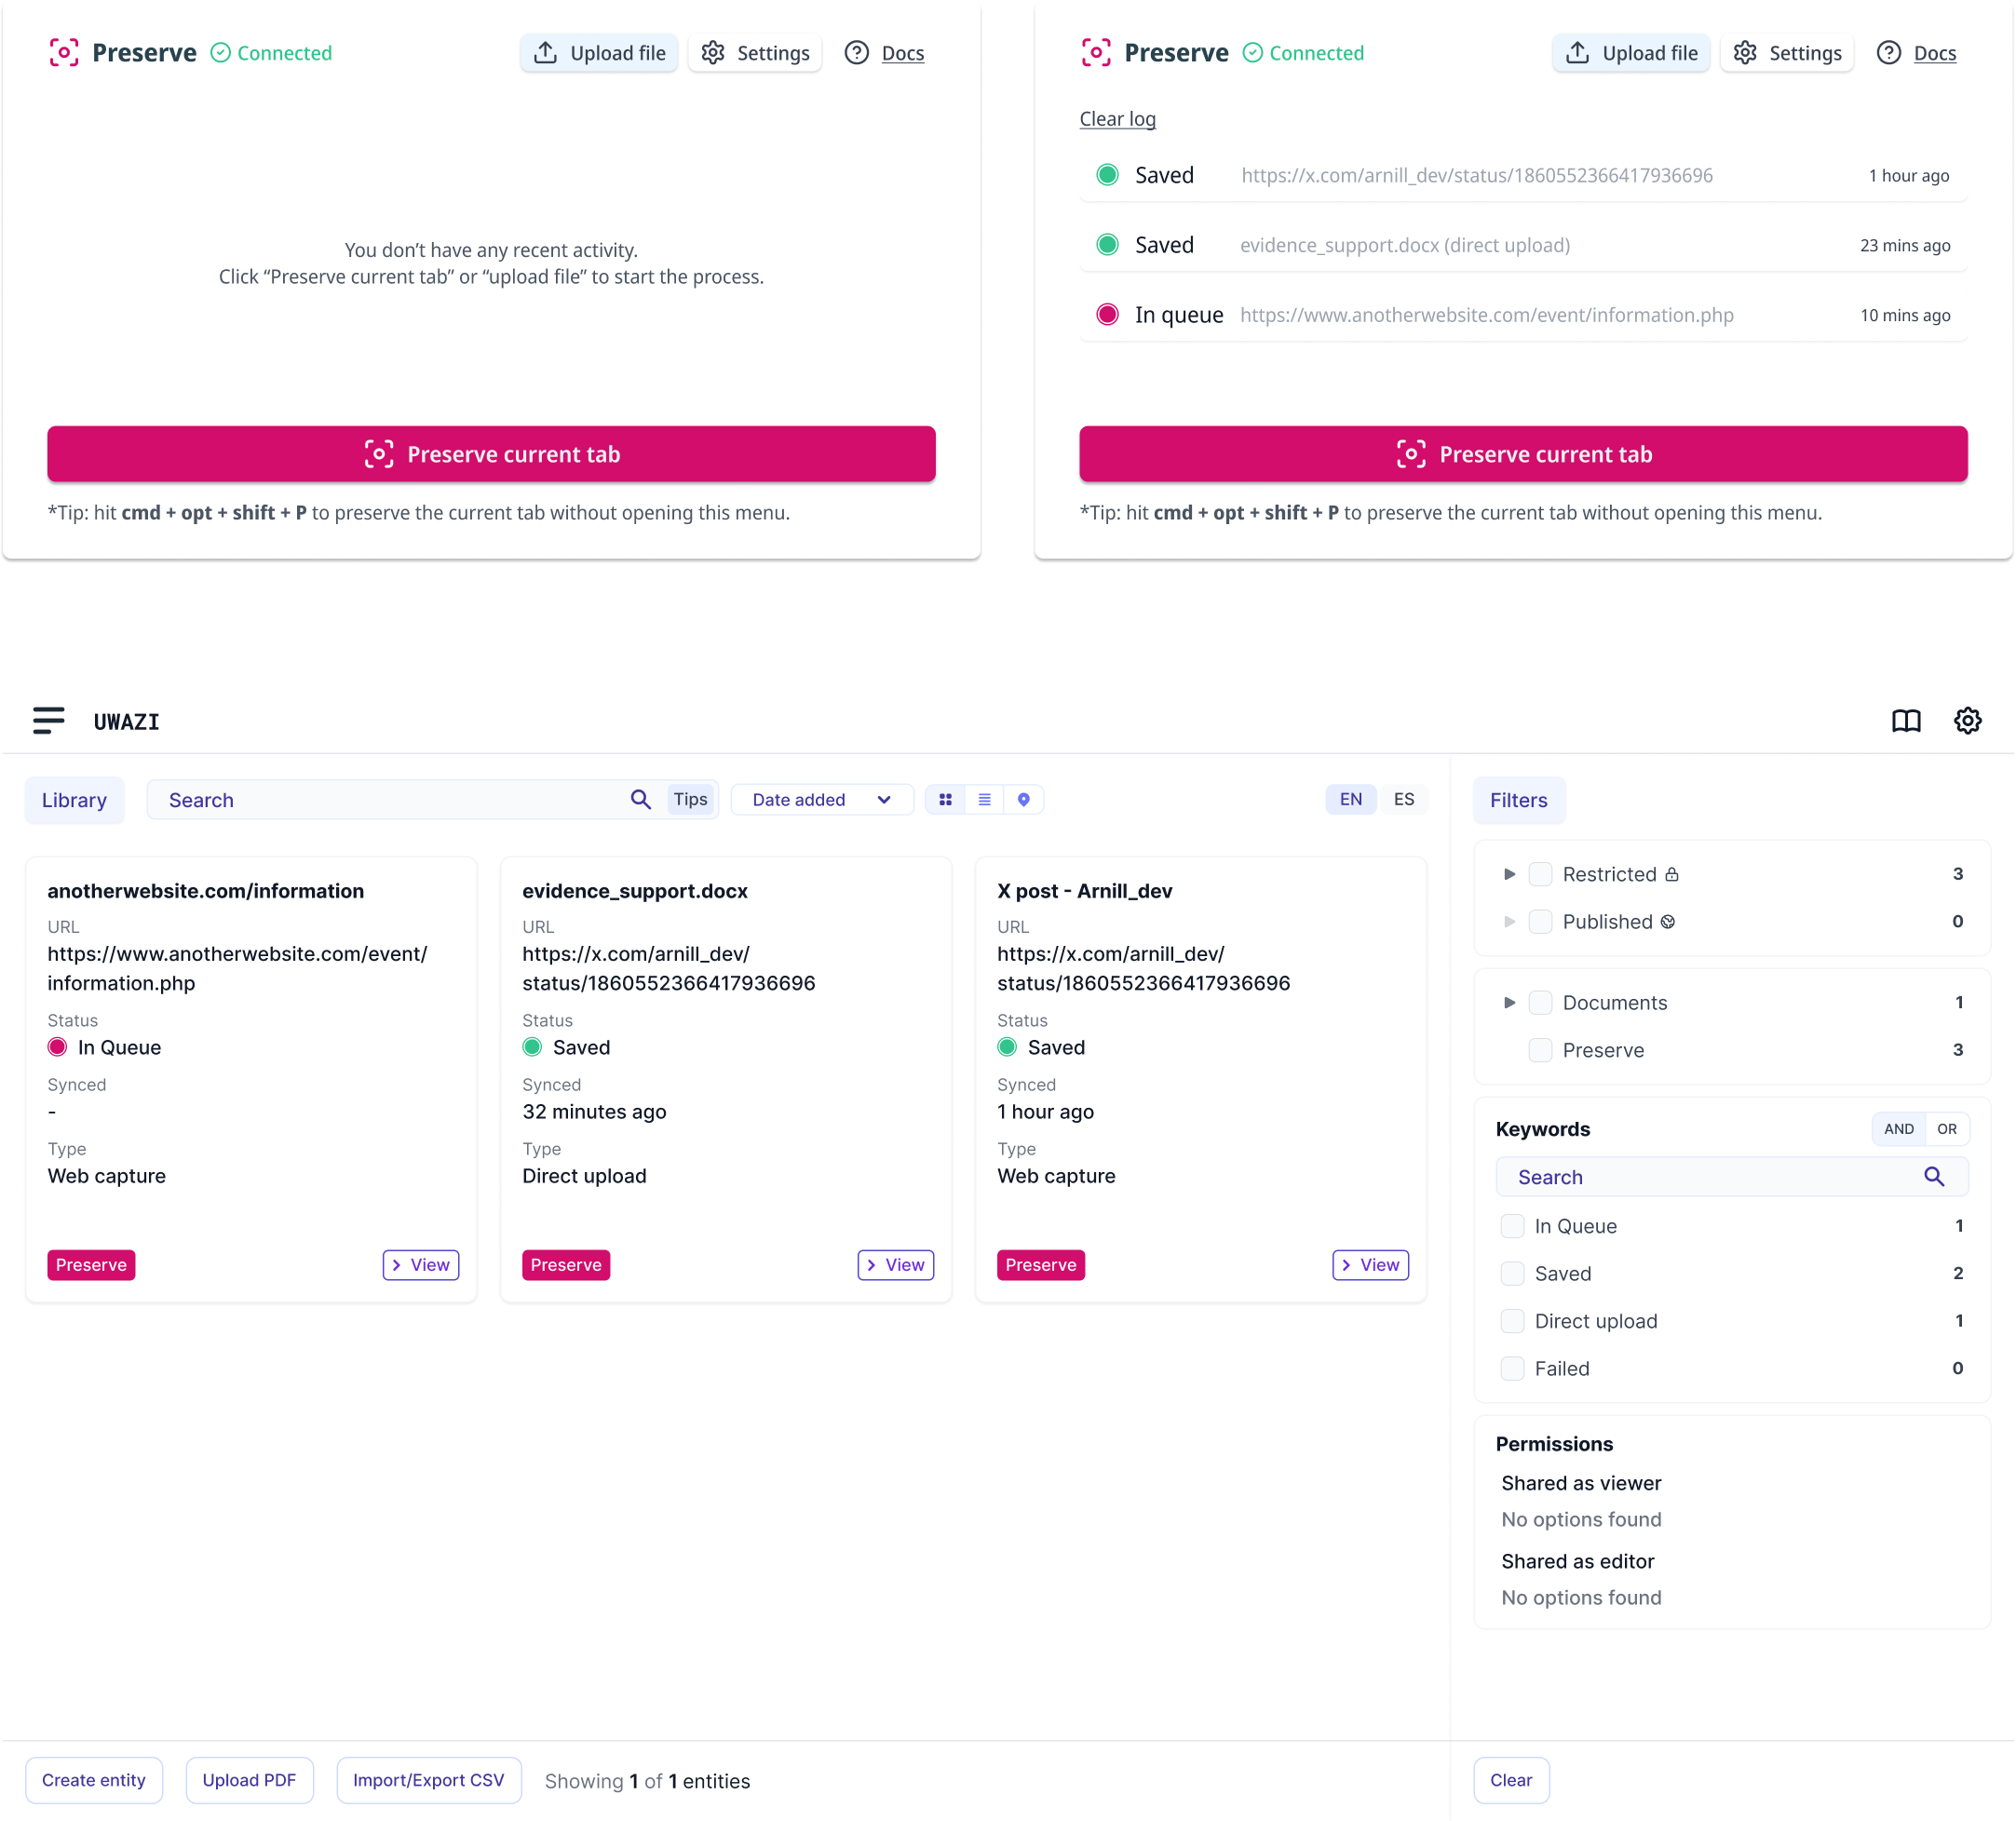 Preserve Connected Upload file Settings Docs
You don’t have any recent activity.
Click “Preserve current tab” or “upload file” to start the process.
Preserve current tab
*Tip: hit cmd + opt + shift + P to preserve the current tab without opening this menu.
Preserve Connected Upload file Settings Docs
Clear log
Saved https://x.com/arnill_dev/status/1860552366417936696 1 hour ago
Saved evidence_support.docx (direct upload) 23 mins ago
In queue https://www.anotherwebsite.com/event/information.php 10 mins ago
Preserve current tab
*Tip: hit cmd + opt + shift + P to preserve the current tab without opening this menu.
UWAZI
Library Search Tips Date added EN ES
anotherwebsite.com/information
URL
https://www.anotherwebsite.com/event/
information.php
Status
In Queue
Synced
-
Type
Web capture
Preserve View
evidence_support.docx
URL
https://x.com/arnill_dev/
status/1860552366417936696
Status
Saved
Synced
32 minutes ago
Type
Direct upload
Preserve View
X post - Arnill_dev
URL
https://x.com/arnill_dev/
status/1860552366417936696
Status
Saved
Synced
1 hour ago
Type
Web capture
Preserve View
Filters
Restricted 3
Published 0
Documents 1
Preserve 3
Keywords AND OR
Search
In Queue 1
Saved 2
Direct upload 1
Failed 0
Permissions
Shared as viewer
No options found
Shared as editor
No options found
Create entity Upload PDF Import/Export CSV Showing 1 of 1 entities
Clear